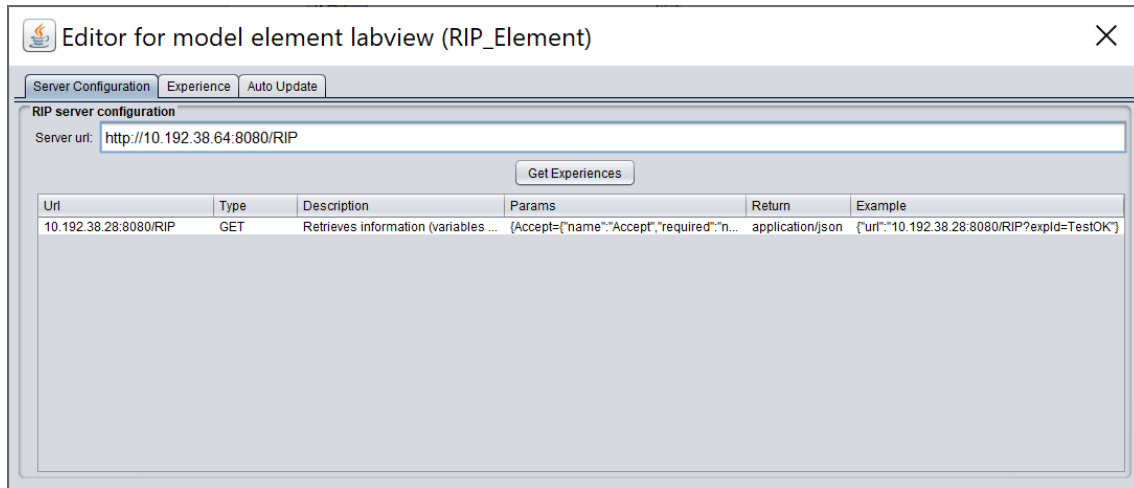 Editor for model element labview (RIP_Element)
Server Configuration Experience Auto Update
RIP server configuration
Server url: http://10.192.38.64:8080/RIP
Get Experiences
Url Type Description Params Return Example
10.192.38.28:8080/RIP GET Retrieves information (variables ... {Accept={"name":"Accept","required":"n... application/json {"url":"10.192.38.28:8080/RIP?expId=TestOK"}